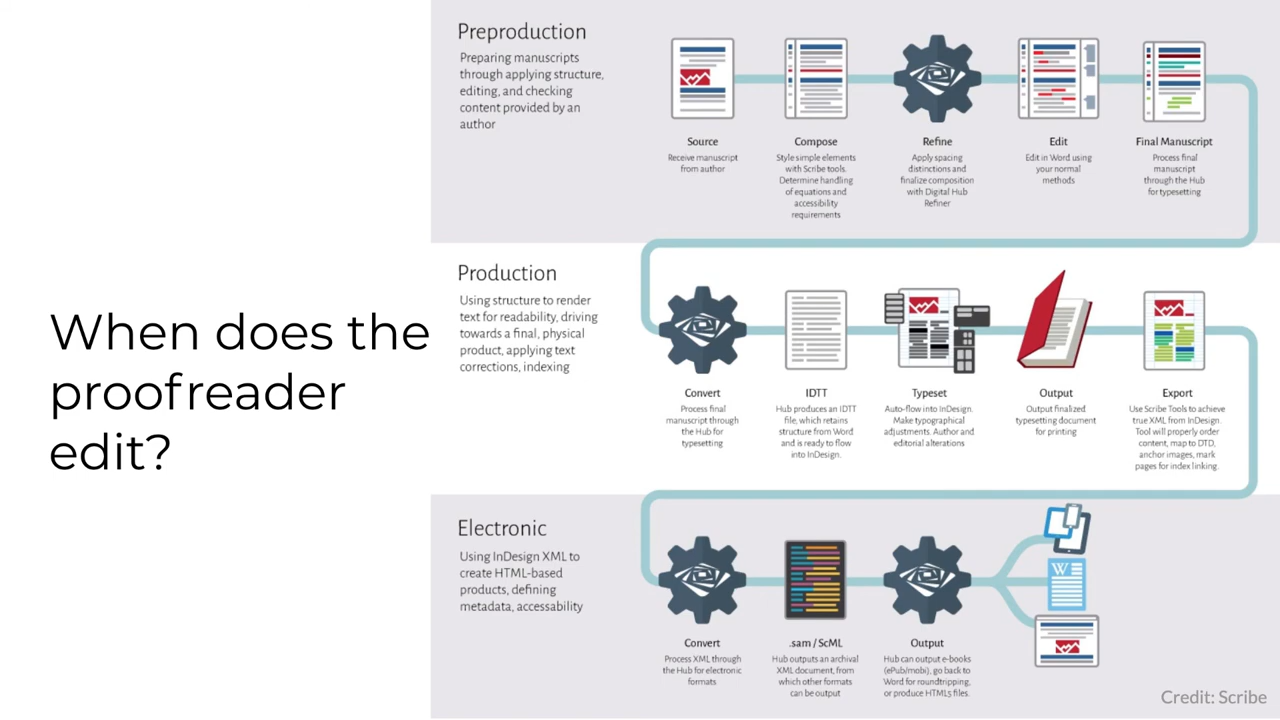 When does the
proofreader
edit?
Preproduction
Preparing manuscripts
through applying structure,
editing, and checking
content provided by an
author
Source
Receive manuscript
from author
Compose
Style simple elements
with Scribe tools.
Determine handling
of equations and
accessibility
requirements
Refine
Apply spacing
distinctions and
finalize composition
with Digital Hub
Refiner
Edit
Edit in Word using
your normal
methods
Final Manuscript
Process final
manuscript
through the Hub
for typesetting
Production
Using structure to render
text for readability, driving
towards a final, physical
product, applying text
corrections, indexing
Convert
Process final
manuscript through
the Hub for
typesetting
IDTT
Hub produces an IDTT
file, which retains
structure from Word
and is ready to flow
into InDesign.
Typeset
Auto-flow into InDesign.
Make typographical
adjustments. Author and
editorial alterations
Output
Output finalized
typesetting document
for printing
Export
Use Scribe Tools to achieve
true XML from InDesign.
Tool will properly order
content, map to DTD,
anchor images, mark
pages for index linking.
Electronic
Using InDesign XML to
create HTML-based
products, defining
metadata, accessability
Convert
Process XML through
the Hub for electronic
formats
.sam / ScML
Hub outputs an archival
XML document, from
which other formats
can be output
Output
Hub can output e-books
(ePub/mobi), go back to
Word for roundtripping,
or produce HTML5 files.
W
Credit: Scribe